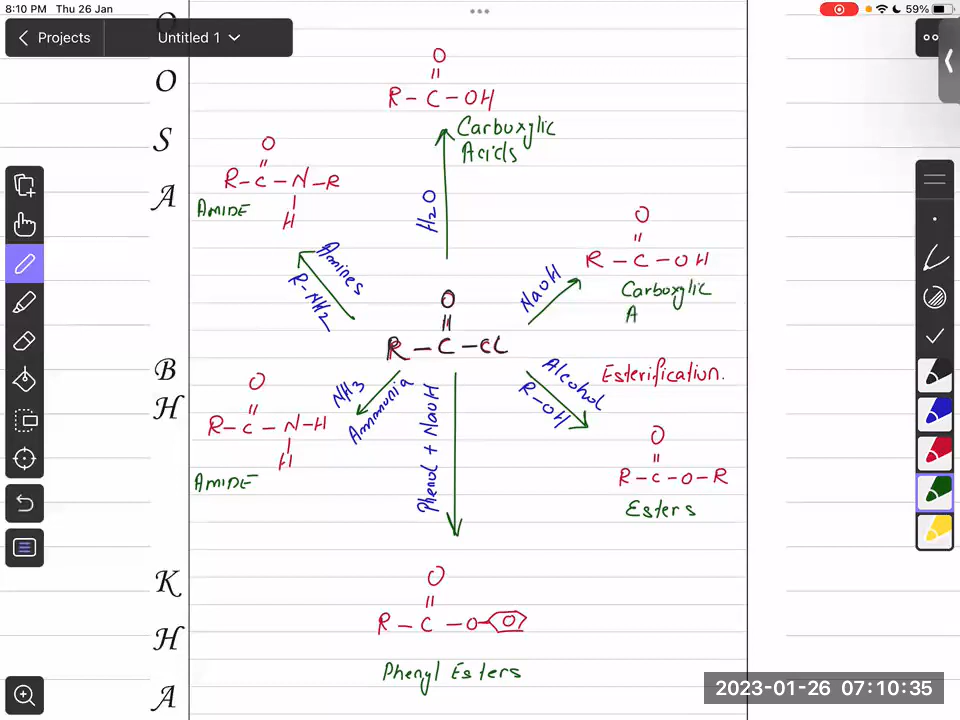 8:10 PM Thu 26 Jan
59%
Projects
Untitled 1
O
S
A
B
H
K
H
A
O
R - C - OH
Carboxylic
Acids
H2O
O
R - C - N - R
H
AMIDE
Amines
R-NH2
O
R - C - OH
Carboxylic
A
NaOH
O
R - C - Cl
Alcohol
R-OH
Esterification.
O
R - C - O - R
Esters
NH3
Ammonia
O
R - C - N - H
H
AMIDE
Phenol + NaOH
O
R - C - O
Phenyl Esters
2023-01-26 07:10:35